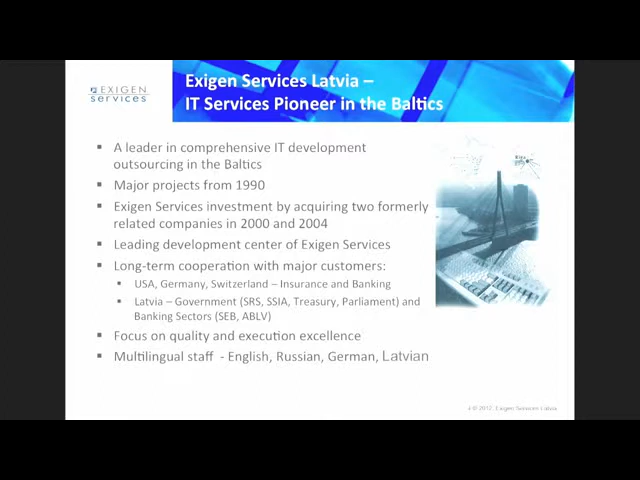 EXIGEN
services
Exigen Services Latvia –
IT Services Pioneer in the Baltics
▪ A leader in comprehensive IT development
outsourcing in the Baltics
▪ Major projects from 1990
▪ Exigen Services investment by acquiring two formerly
related companies in 2000 and 2004
▪ Leading development center of Exigen Services
▪ Long-term cooperation with major customers:
▪ USA, Germany, Switzerland – Insurance and Banking
▪ Latvia – Government (SRS, SSIA, Treasury, Parliament) and
Banking Sectors (SEB, ABLV)
▪ Focus on quality and execution excellence
▪ Multilingual staff - English, Russian, German, Latvian
© 2012, Exigen Services Latvia